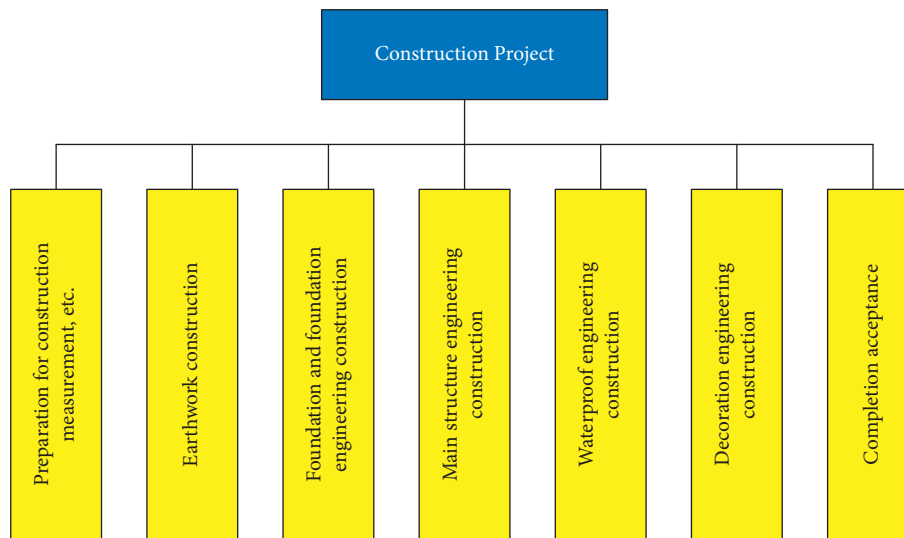 Construction Project
Preparation for construction
measurement, etc.
Earthwork construction
Foundation and foundation
engineering construction
Main structure engineering
construction
Waterproof engineering
construction
Decoration engineering
construction
Completion acceptance